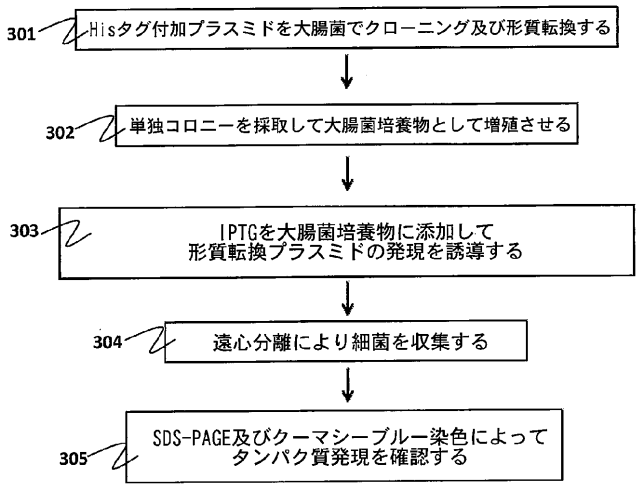 301 Hisタグ付加プラスミドを大腸菌でクローニング及び形質転換する
302 単独コロニーを採取して大腸菌培養物として増殖させる
303 IPTGを大腸菌培養物に添加して
形質転換プラスミドの発現を誘導する
304 遠心分離により細菌を収集する
305 SDS-PAGE及びクーマシーブルー染色によって
タンパク質発現を確認する